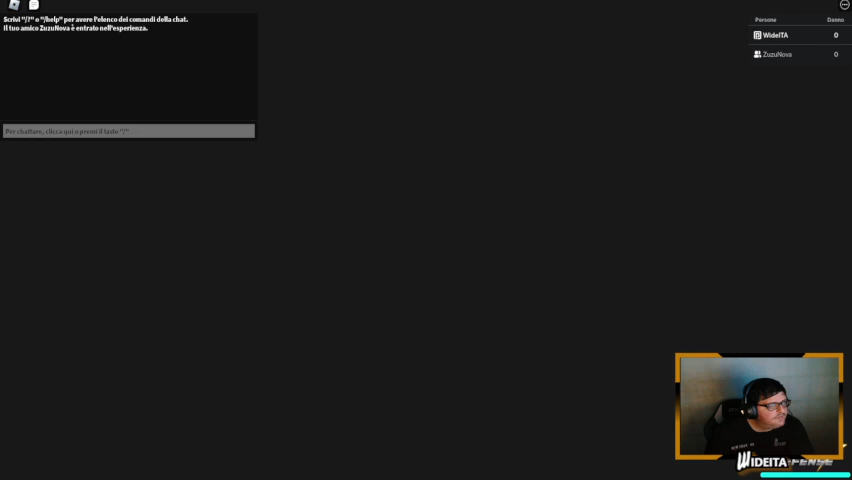 Scrivi "/?" o "/help" per avere l'elenco dei comandi della chat.
Il tuo amico ZuzuNova è entrato nell'esperienza.
Per chattare, clicca qui o premi il tasto "/"
Persone Danno
WideITA 0
ZuzuNova 0
WIDEITA